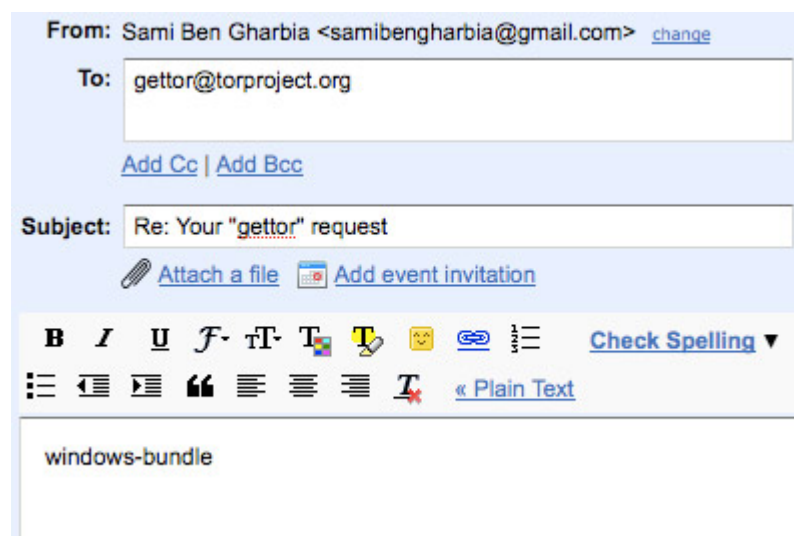 From: Sami Ben Gharbia <samibengharbia@gmail.com> change
To: gettor@torproject.org
Add Cc | Add Bcc
Subject: Re: Your "gettor" request
Attach a file Add event invitation
B I U F T T T Check Spelling ▼
T « Plain Text
windows-bundle